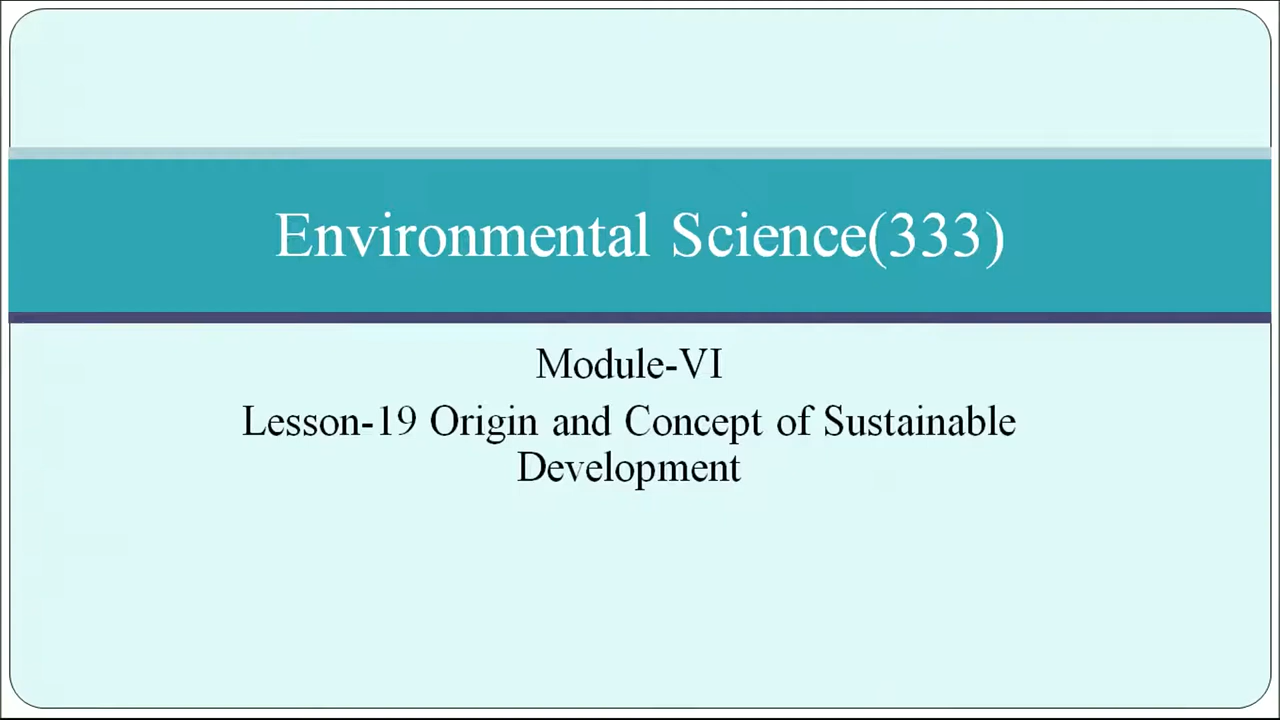 Environmental Science(333)
Module-VI
Lesson-19 Origin and Concept of Sustainable
Development